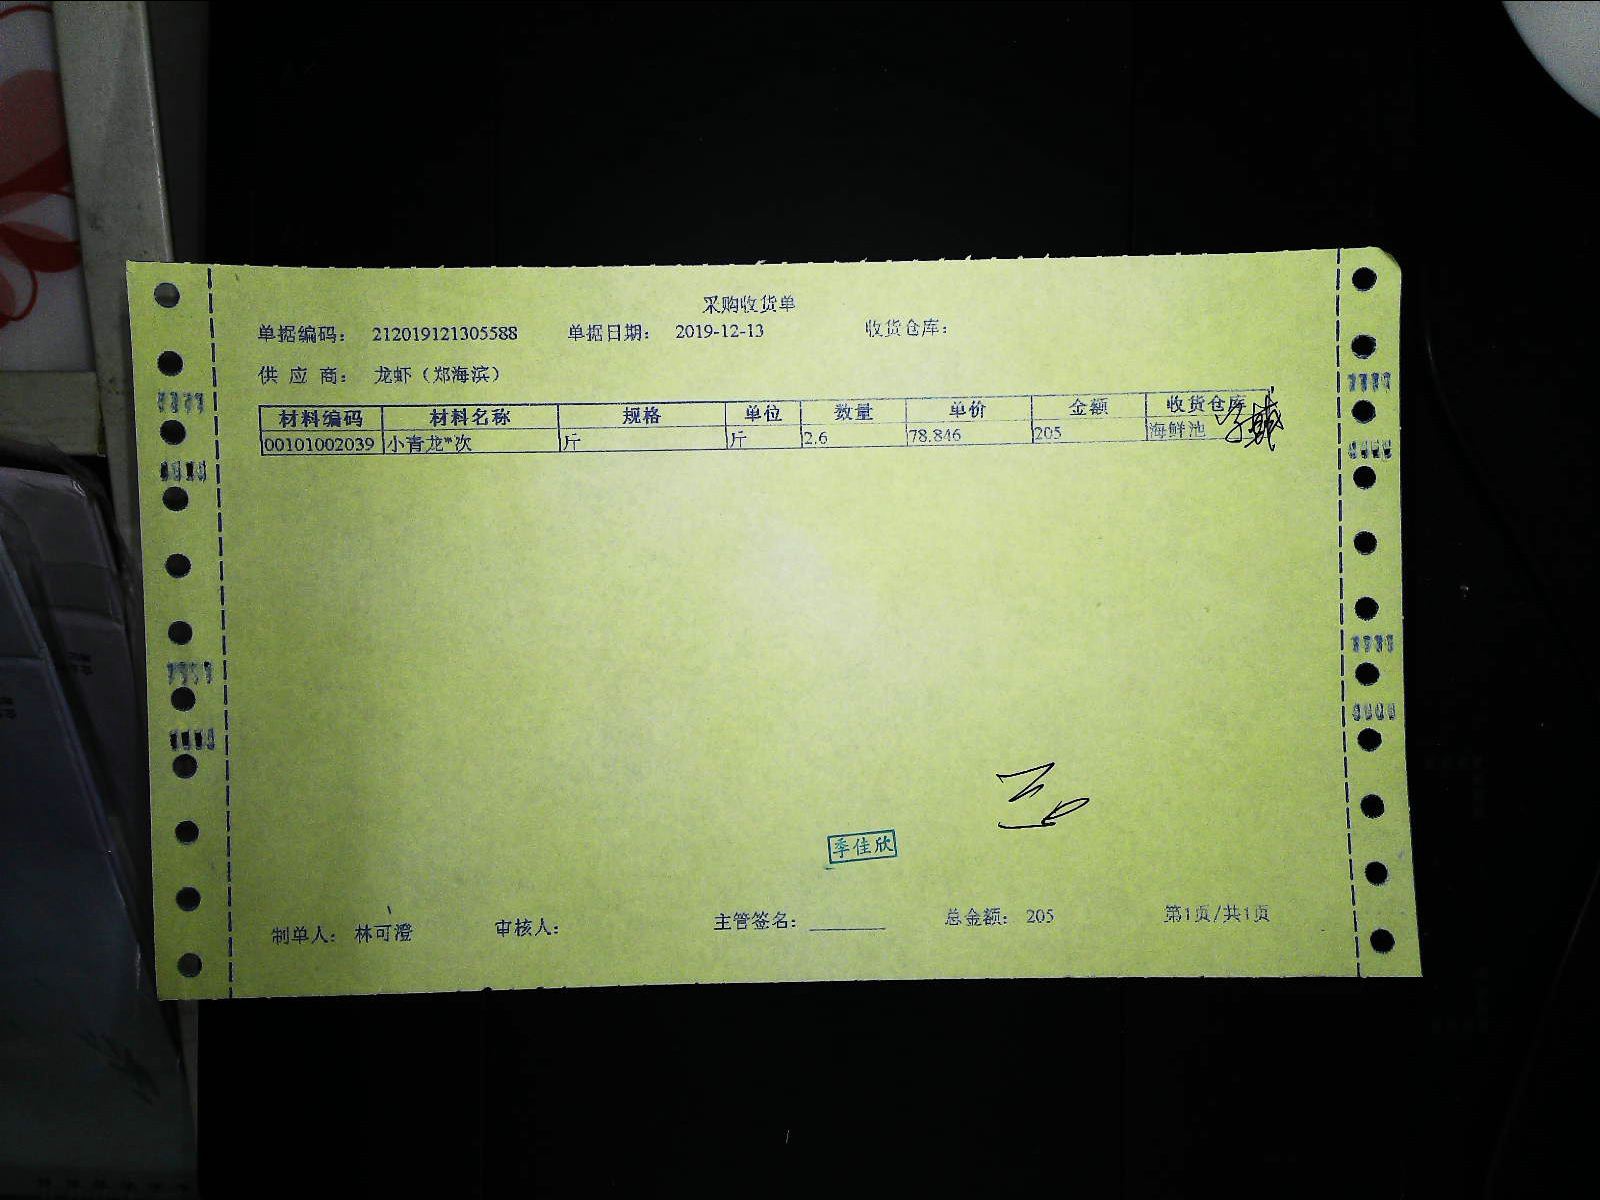 采购收货单
单据编码： 212019121305588 单据日期： 2019-12-13 收货仓库：
供 应 商： 龙虾（郑海滨）
材料编码 材料名称 规格 单位 数量 单价 金额 收货仓库
00101002039 小青龙*次 斤 斤 2.6 78.846 205 海鲜池
季佳欣
制单人： 林可澄 审核人： 主管签名： 总金额： 205 第1页/共1页